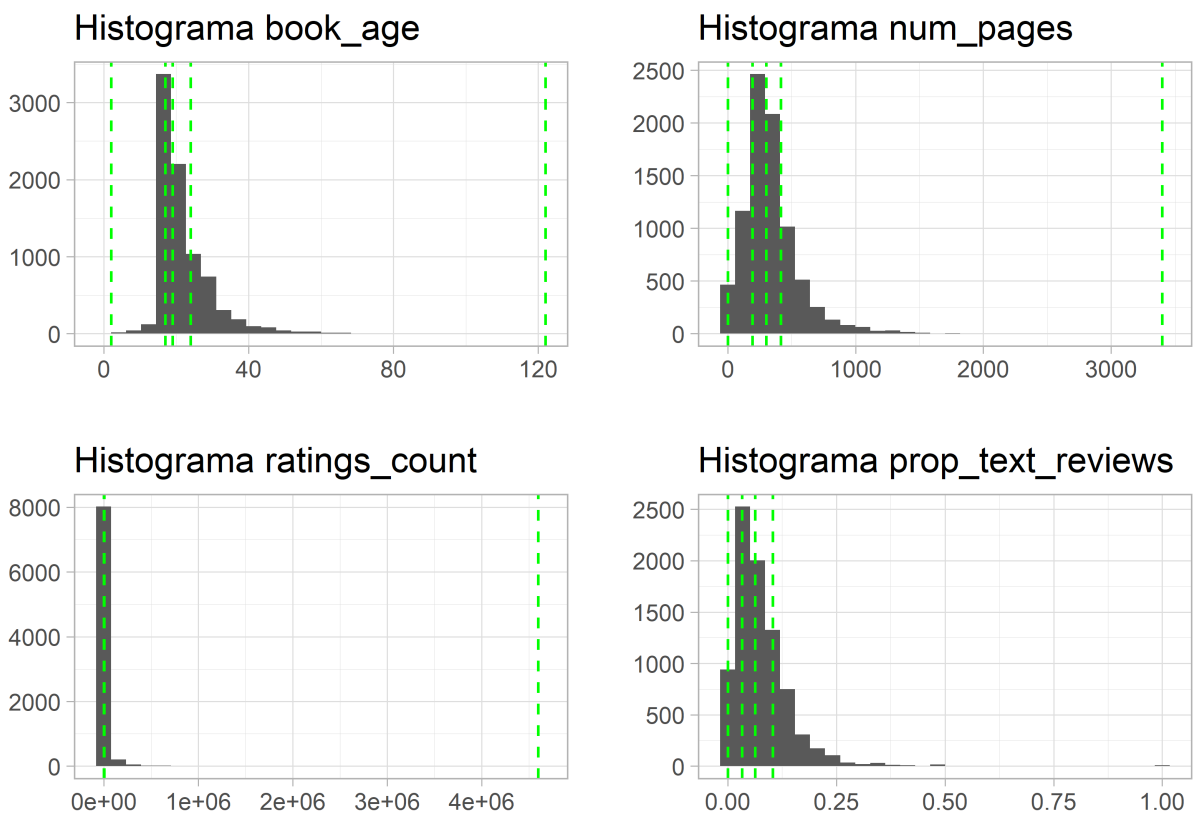 Histograma book_age
3000
2000
1000
0
0 40 80 120
Histograma num_pages
2500
2000
1500
1000
500
0
0 1000 2000 3000
Histograma ratings_count
8000
6000
4000
2000
0
0e+00 1e+06 2e+06 3e+06 4e+06
Histograma prop_text_reviews
2500
2000
1500
1000
500
0
0.00 0.25 0.50 0.75 1.00